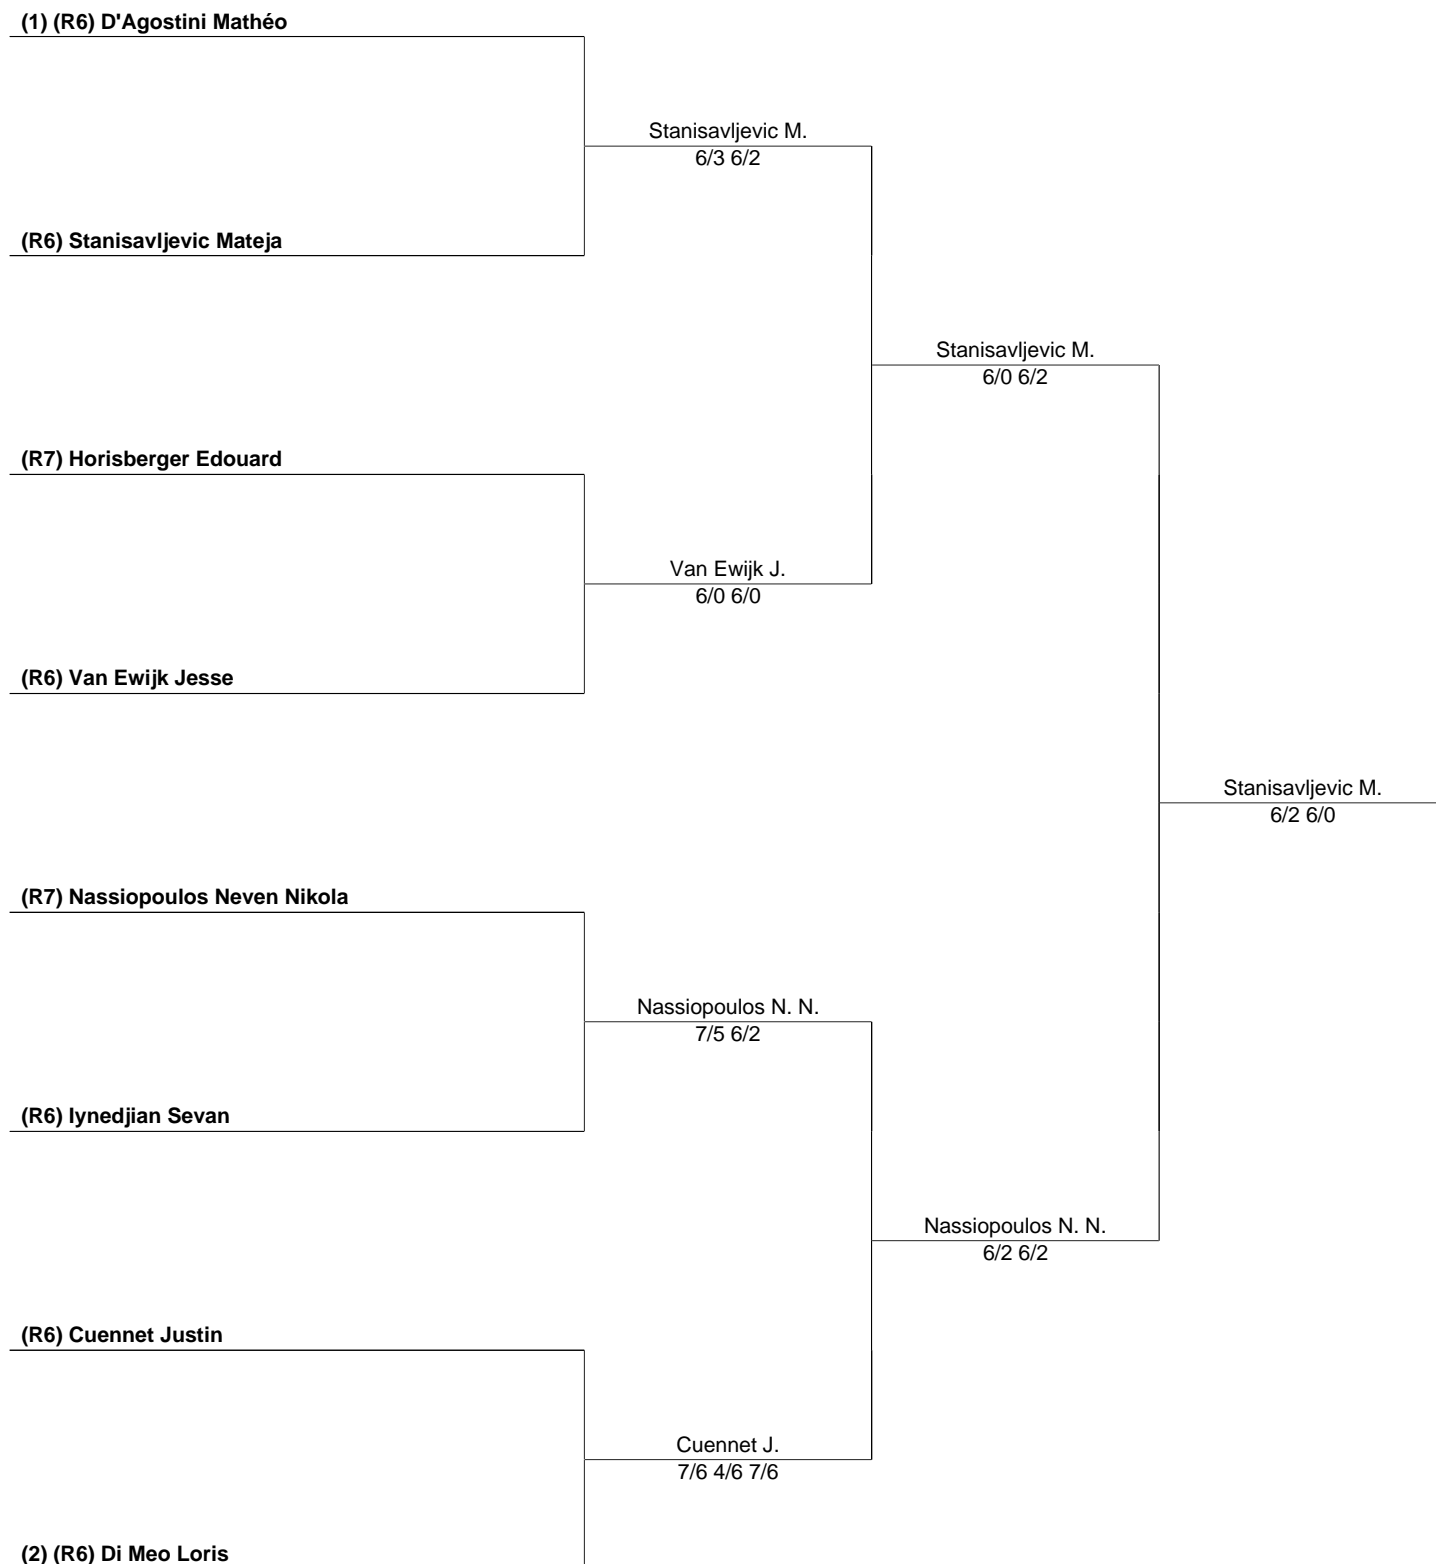 (1) (R6) D'Agostini Mathéo
Stanisavljevic M.
6/3 6/2
(R6) Stanisavljevic Mateja
Stanisavljevic M.
6/0 6/2
(R7) Horisberger Edouard
Van Ewijk J.
6/0 6/0
(R6) Van Ewijk Jesse
Stanisavljevic M.
6/2 6/0
(R7) Nassiopoulos Neven Nikola
Nassiopoulos N. N.
7/5 6/2
(R6) Iynedjian Sevan
Nassiopoulos N. N.
6/2 6/2
(R6) Cuennet Justin
Cuennet J.
7/6 4/6 7/6
(2) (R6) Di Meo Loris